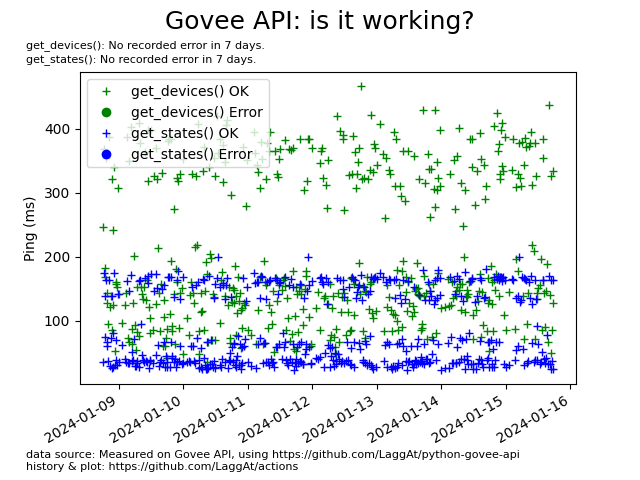 Govee API: is it working?
get_devices(): No recorded error in 7 days.
get_states(): No recorded error in 7 days.
get_devices() OK
get_devices() Error
get_states() OK
get_states() Error
Ping (ms)
400
300
200
100
2024-01-09
2024-01-10
2024-01-11
2024-01-12
2024-01-13
2024-01-14
2024-01-15
2024-01-16
data source: Measured on Govee API, using https://github.com/LaggAt/python-govee-api
history & plot: https://github.com/LaggAt/actions